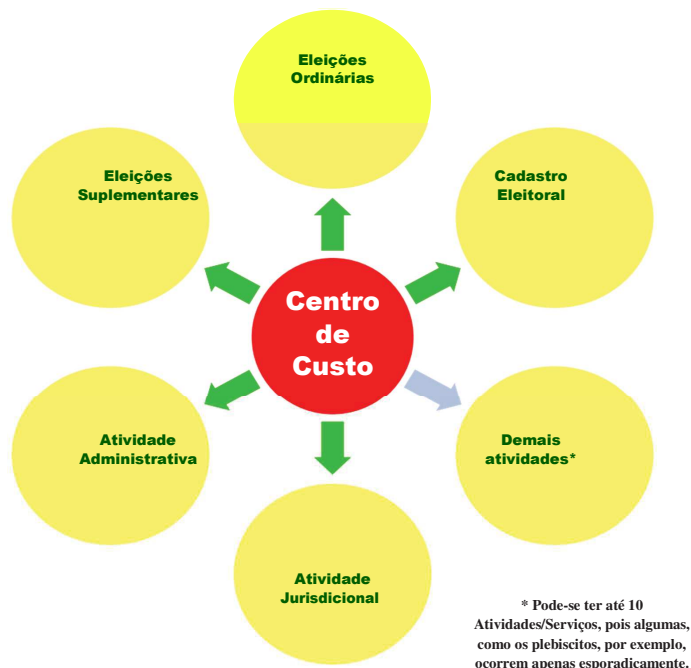 Eleições
Ordinárias
Eleições
Suplementares
Cadastro
Eleitoral
Centro
de
Custo
Atividade
Administrativa
Demais
atividades*
Atividade
Jurisdicional
* Pode-se ter até 10
Atividades/Serviços, pois algumas,
como os plebiscitos, por exemplo,
ocorrem apenas esporadicamente.